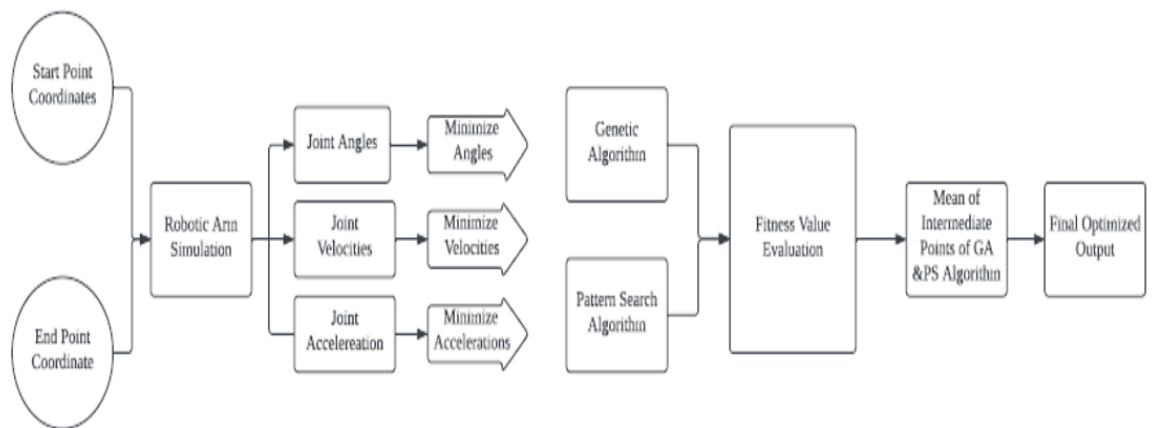 Start Point
Coordinates
End Point
Coordinate
Robotic Arm
Simulation
Joint Angles
Minimize
Angles
Joint
Velocities
Minimize
Velocities
Joint
Accelereation
Minimize
Accelerations
Genetic
Algorithm
Pattern Search
Algorithm
Fitness Value
Evaluation
Mean of
Intermediate
Points of GA
&PS Algorithm
Final Optimized
Output